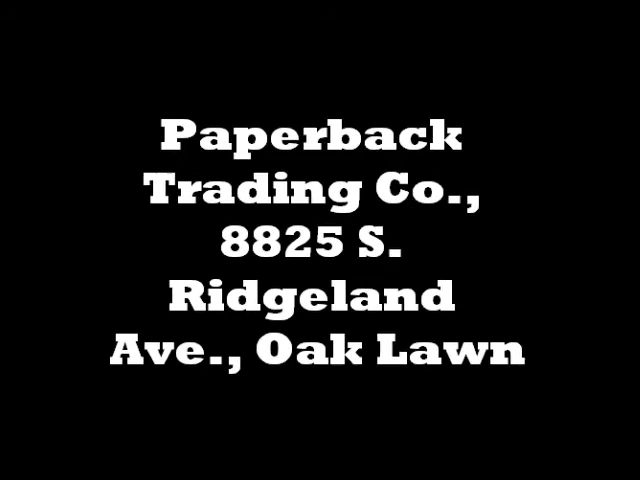 Paperback
Trading Co.,
8825 S.
Ridgeland
Ave., Oak Lawn